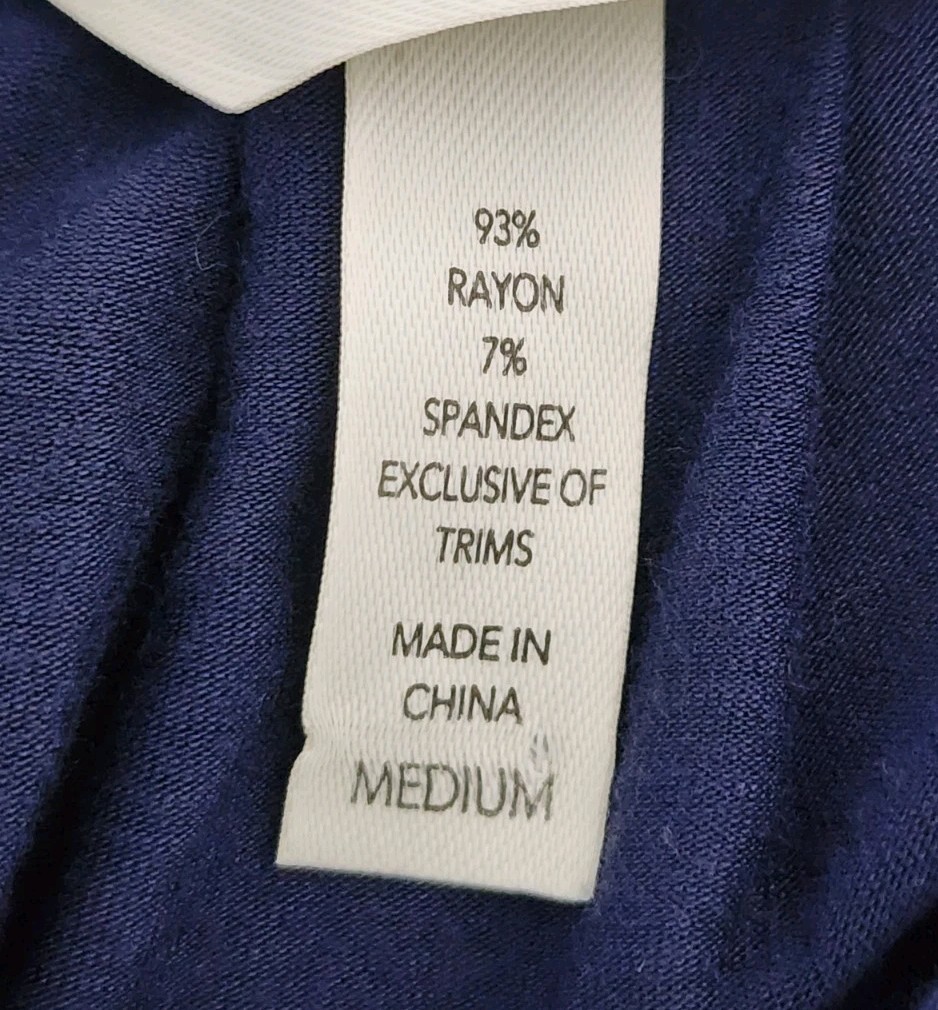 93%
RAYON
7%
SPANDEX
EXCLUSIVE OF
TRIMS
MADE IN
CHINA
MEDIUM